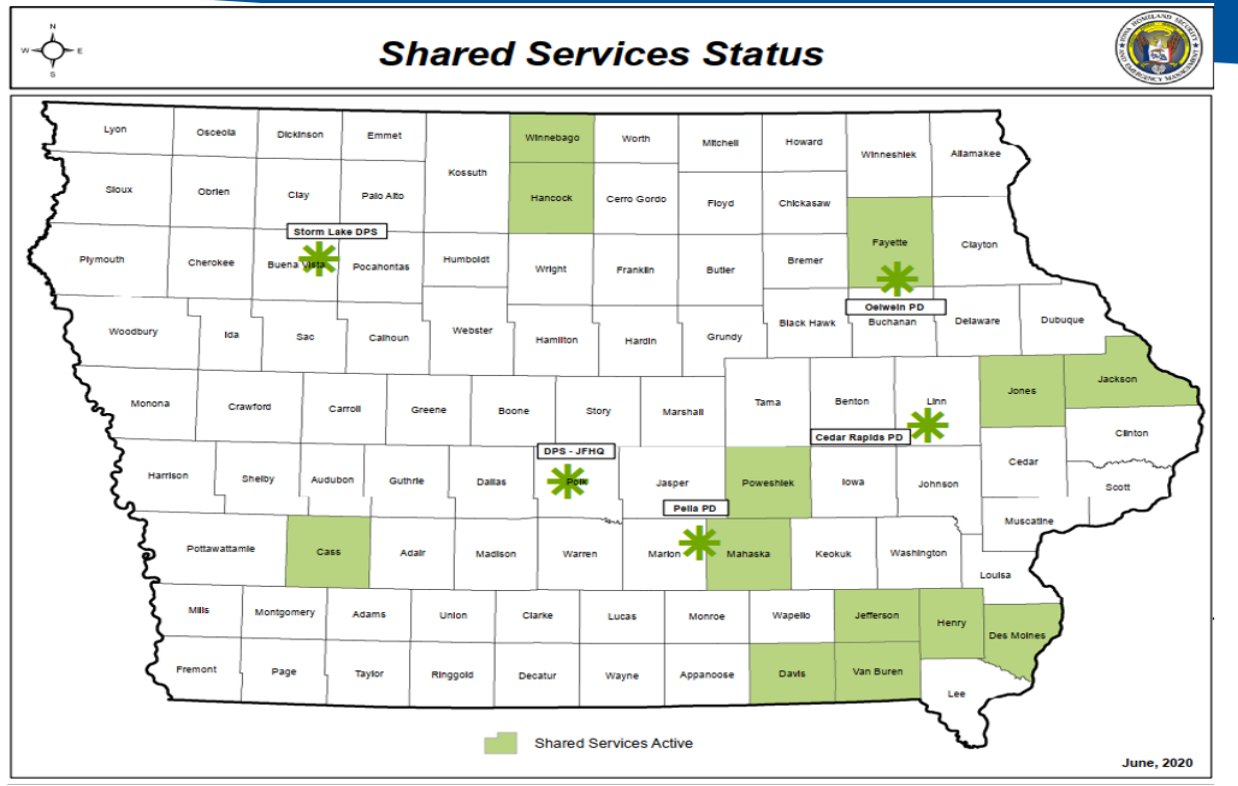 N
W E
S
Shared Services Status
IOWA HOMELAND SECURITY
AND EMERGENCY MANAGEMENT
Lyon Osceola Dickinson Emmet Kossuth Winnebago Worth Mitchell Howard Winneshiek Allamakee
Sioux Obrien Clay Palo Alto Hancock Cerro Gordo Floyd Chickasaw
Storm Lake DPS
Plymouth Cherokee Buena Vista Pocahontas Humboldt Wright Franklin Butler Bremer Fayette Clayton
Oelwein PD
Woodbury Ida Sac Calhoun Webster Hamilton Hardin Grundy Black Hawk Buchanan Delaware Dubuque
Monona Crawford Carroll Greene Boone Story Marshall Tama Benton Linn Jones Jackson
Cedar Rapids PD
Clinton
DPS - JFHQ
Harrison Shelby Audubon Guthrie Dallas Polk Jasper Poweshiek Iowa Johnson Cedar Scott
Pella PD
Muscatine
Pottawattamie Cass Adair Madison Warren Marion Mahaska Keokuk Washington Louisa
Mills Montgomery Adams Union Clarke Lucas Monroe Wapello Jefferson Henry Des Moines
Fremont Page Taylor Ringgold Decatur Wayne Appanoose Davis Van Buren Lee
Shared Services Active
June, 2020